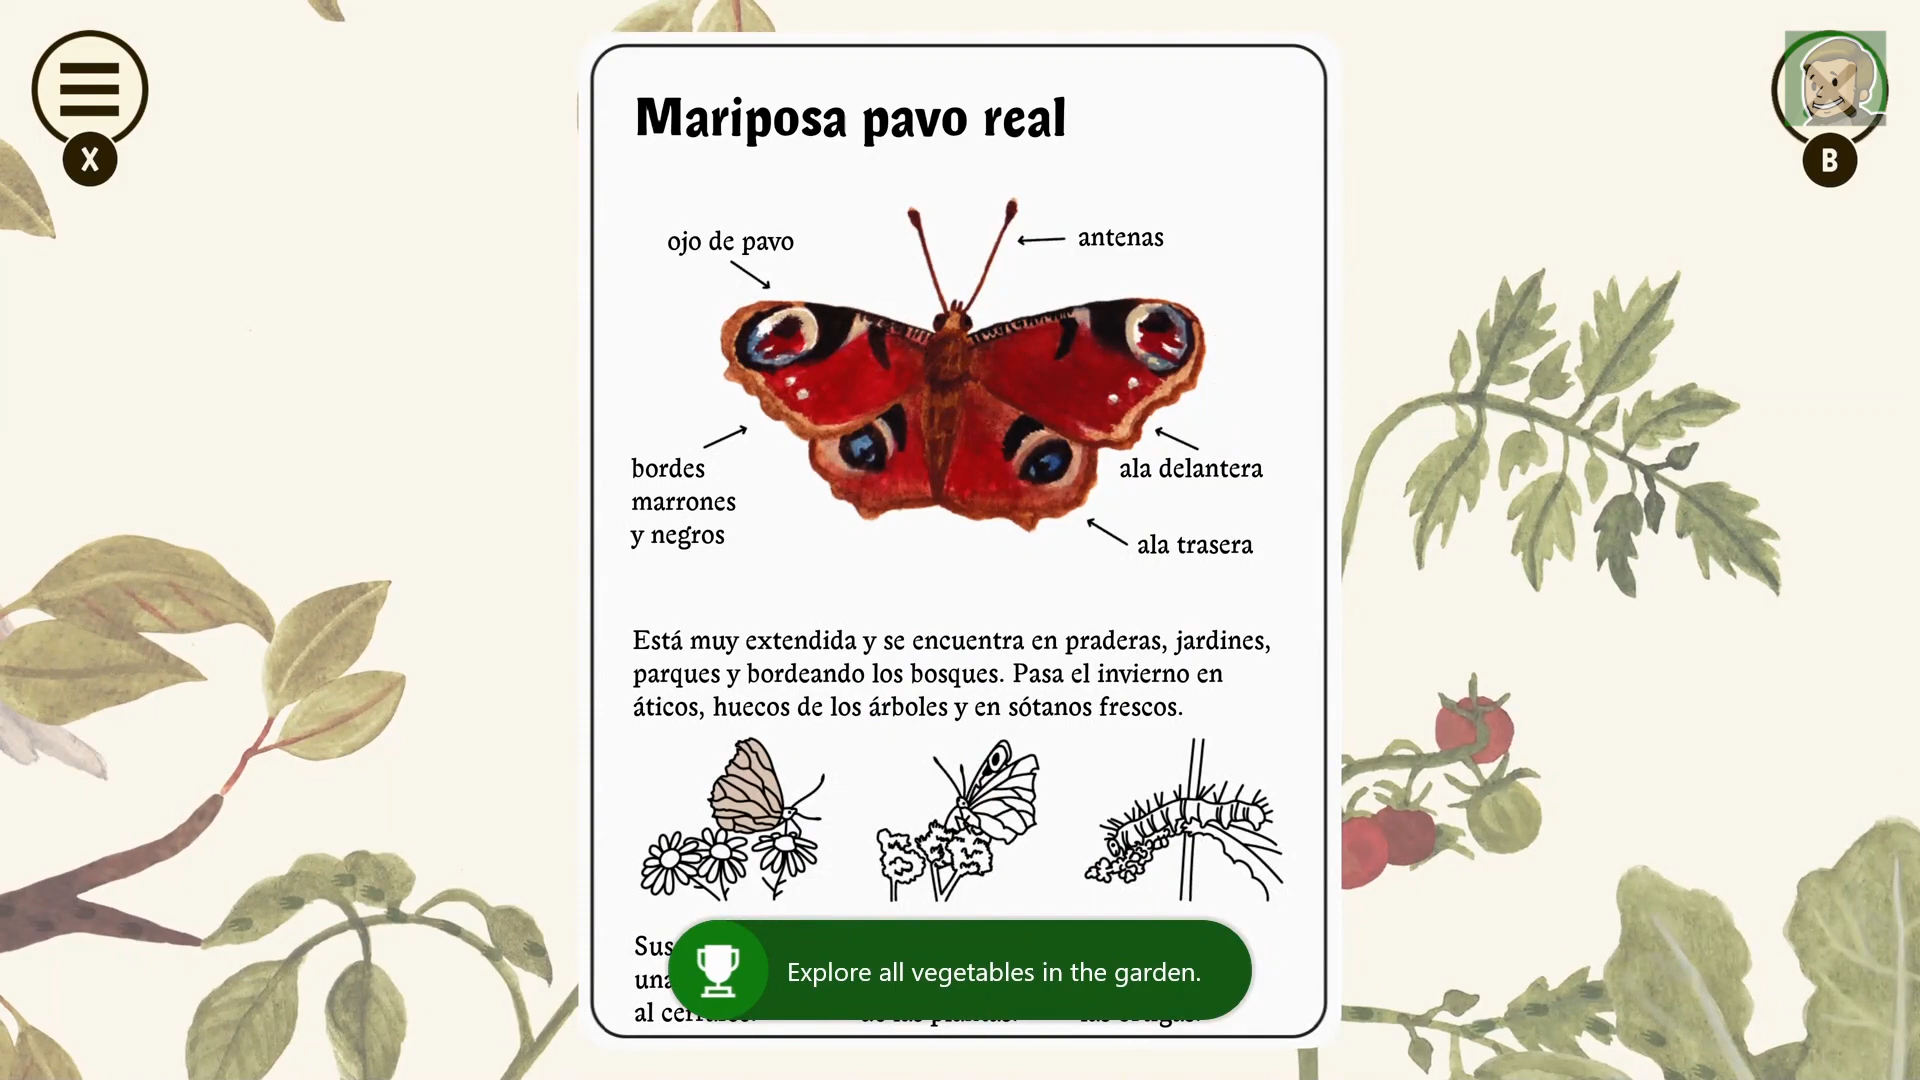 Mariposa pavo real
ojo de pavo
antenas
bordes
marrones
y negros
ala delantera
ala trasera
Está muy extendida y se encuentra en praderas, jardines,
parques y bordeando los bosques. Pasa el invierno en
áticos, huecos de los árboles y en sótanos frescos.
Explore all vegetables in the garden.
X
B